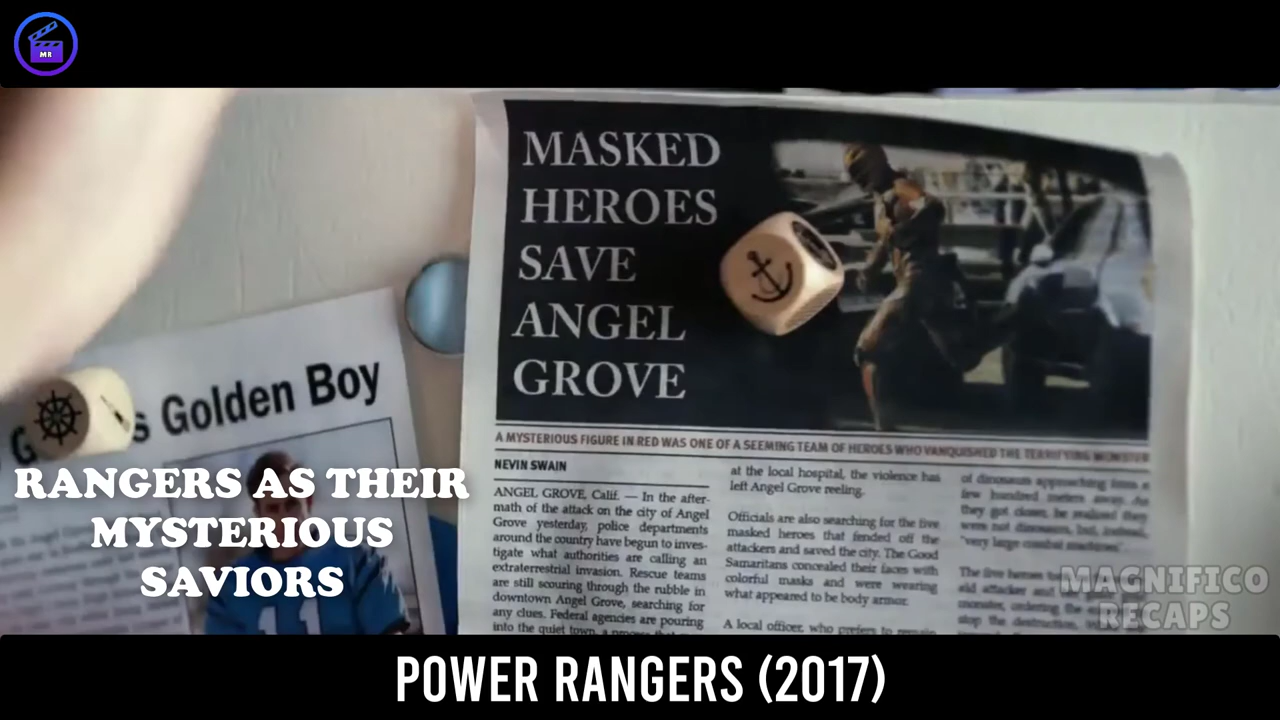 MR
MASKED
HEROES
SAVE
ANGEL
GROVE
A MYSTERIOUS FIGURE IN RED WAS ONE OF A SEEMING TEAM OF HEROES WHO VANQUISHED THE TERRIFYING MONSTER
NEVIN SWAIN
ANGEL GROVE, Calif. — In the after-
math of the attack on the city of Angel
Grove yesterday, police departments
around the country have begun to inves-
tigate what authorities are calling an
extraterrestrial invasion. Rescue teams
are still scouring through the rubble in
downtown Angel Grove, searching for
any clues. Federal agencies are pouring
into the quiet town, a process that
at the local hospital, the violence has
left Angel Grove reeling.
Officials are also searching for the five
masked heroes that fended off the
attackers and saved the city. The Good
Samaritans concealed their faces with
colorful masks and were wearing
what appeared to be body armor.
A local officer, who prefers to remain
of dinosaurs approaching from a
few hundred meters away. As
they got closer, he realized they
were not dinosaurs, but, instead,
"very large combat machines".
The five heroes
monster,
stop the destruction,
Golden Boy
11
RANGERS AS THEIR
MYSTERIOUS
SAVIORS
MAGNIFICO
RECAPS
POWER RANGERS (2017)